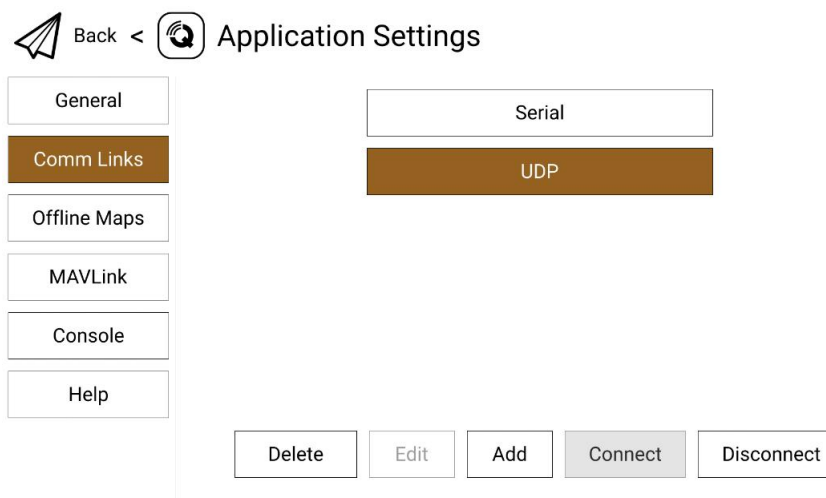 Back < Application Settings
General
Comm Links
Offline Maps
MAVLink
Console
Help
Serial
UDP
Delete Edit Add Connect Disconnect